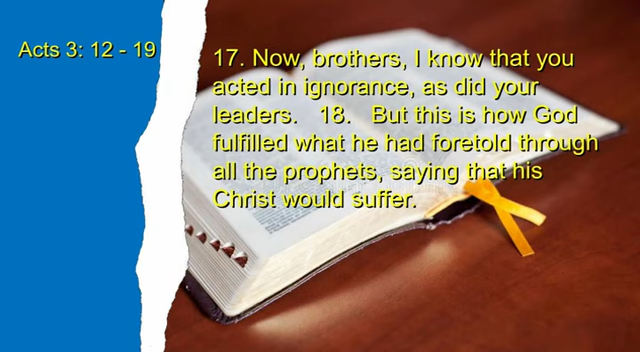 Acts 3: 12 - 19
17. Now, brothers, I know that you
acted in ignorance, as did your
leaders. 18. But this is how God
fulfilled what he had foretold through
all the prophets, saying that his
Christ would suffer.